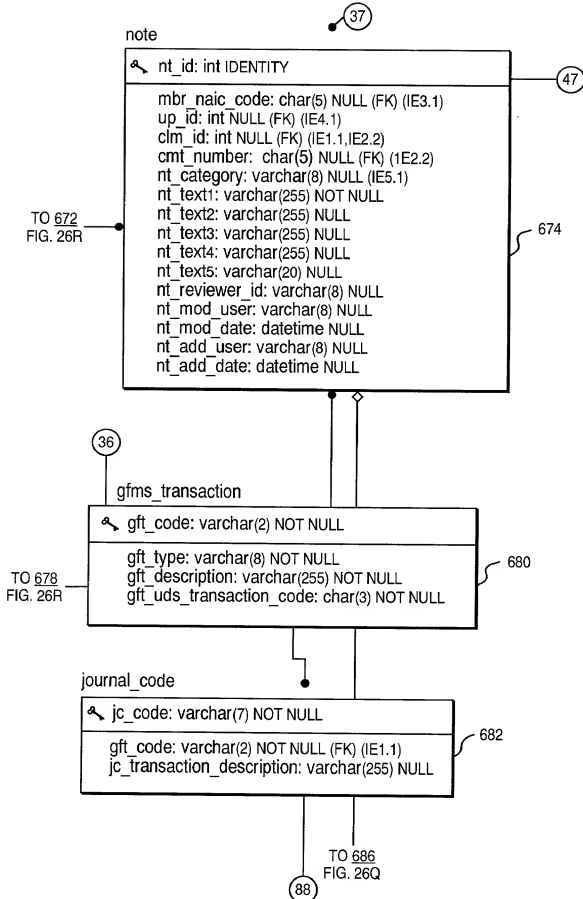 37
note
nt_id: int IDENTITY
47
mbr_naic_code: char(5) NULL (FK) (IE3.1)
up_id: int NULL (FK) (IE4.1)
clm_id: int NULL (FK) (IE1.1,IE2.2)
cmt_number: char(5) NULL (FK) (1E2.2)
nt_category: varchar(8) NULL (IE5.1)
nt_text1: varchar(255) NOT NULL
nt_text2: varchar(255) NULL
nt_text3: varchar(255) NULL
nt_text4: varchar(255) NULL
nt_text5: varchar(20) NULL
nt_reviewer_id: varchar(8) NULL
nt_mod_user: varchar(8) NULL
nt_mod_date: datetime NULL
nt_add_user: varchar(8) NULL
nt_add_date: datetime NULL
TO 672
FIG. 26R
674
36
gfms_transaction
gft_code: varchar(2) NOT NULL
gft_type: varchar(8) NOT NULL
gft_description: varchar(255) NOT NULL
gft_uds_transaction_code: char(3) NOT NULL
TO 678
FIG. 26R
680
journal_code
jc_code: varchar(7) NOT NULL
gft_code: varchar(2) NOT NULL (FK) (IE1.1)
jc_transaction_description: varchar(255) NULL
682
TO 686
FIG. 26Q
88